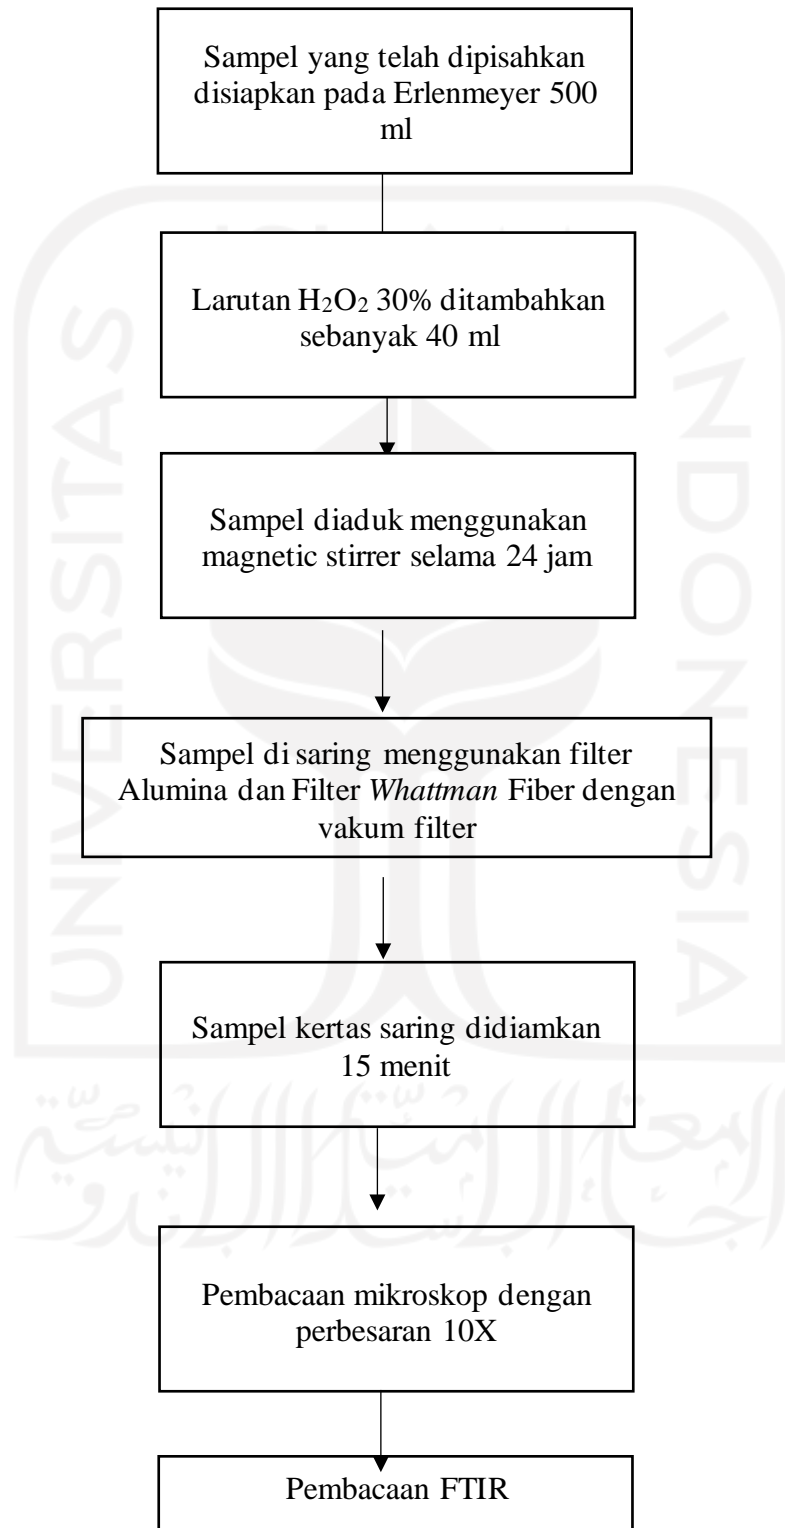 Sampel yang telah dipisahkan
disiapkan pada Erlenmeyer 500
ml
Larutan H₂O₂ 30% ditambahkan
sebanyak 40 ml
Sampel diaduk menggunakan
magnetic stirrer selama 24 jam
Sampel di saring menggunakan filter
Alumina dan Filter Whattman Fiber dengan
vakum filter
Sampel kertas saring didiamkan
15 menit
Pembacaan mikroskop dengan
perbesaran 10X
Pembacaan FTIR
UNIVERSITAS
INDONESIA